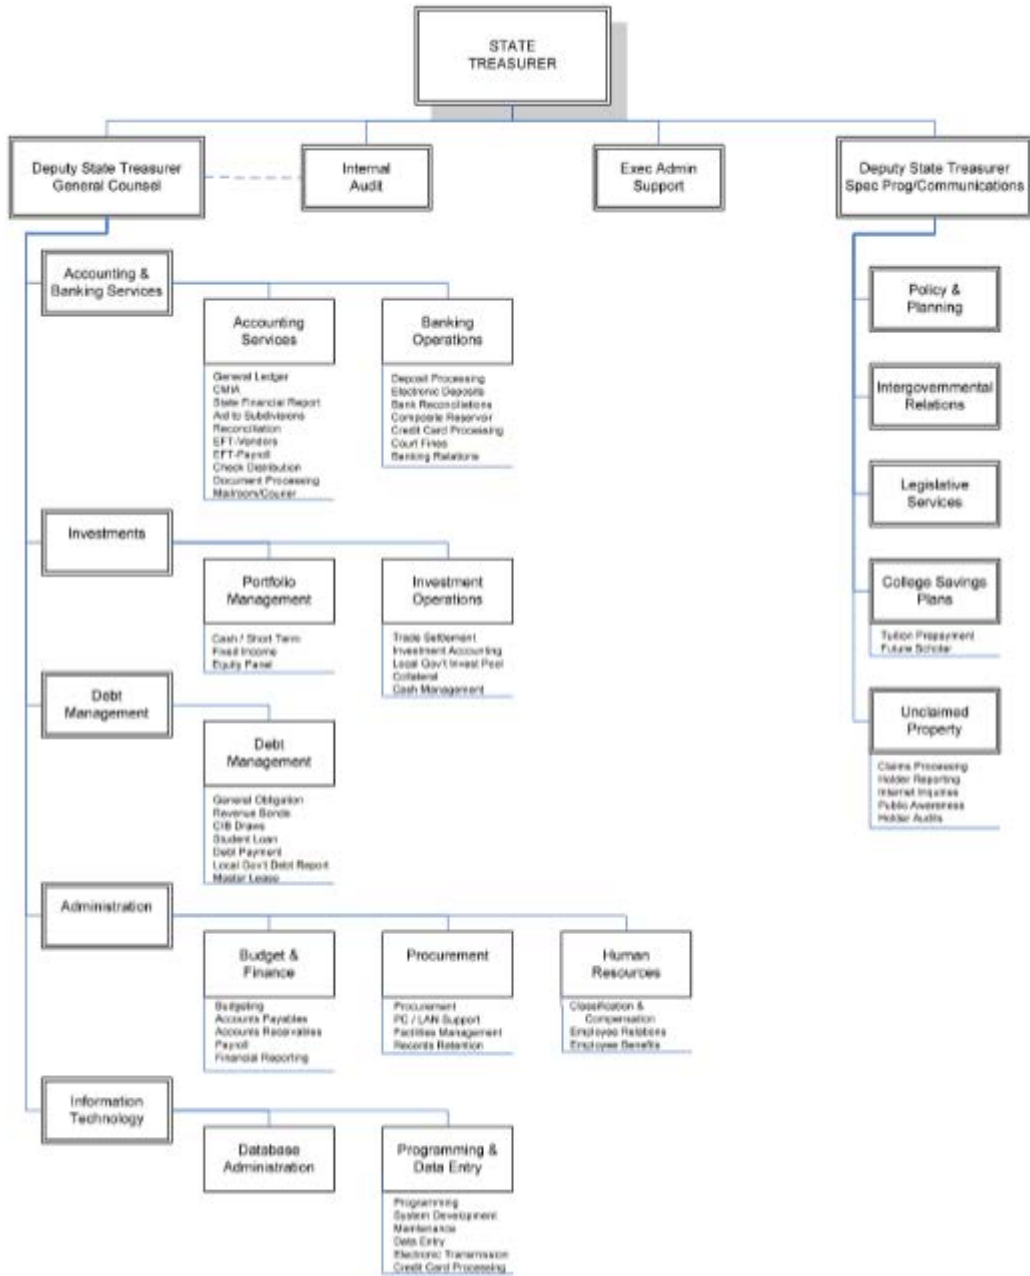 STATE
TREASURER
Deputy State Treasurer
General Counsel
Internal
Audit
Exec Admin
Support
Deputy State Treasurer
Spec Prog/Communications
Accounting &
Banking Services
Accounting
Services
General Ledger
CMIA
State Financial Report
Aid to Subdivisions
Reconciliation
EFT-Vendors
EFT-Payroll
Check Distribution
Document Processing
Mailroom/Courier
Banking
Operations
Deposit Processing
Electronic Deposits
Bank Reconciliations
Composite Reservoir
Credit Card Processing
Court Fines
Banking Relations
Policy &
Planning
Intergovernmental
Relations
Legislative
Services
College Savings
Plans
Tuition Prepayment
Future Scholar
Unclaimed
Property
Claims Processing
Holder Reporting
Internet Inquiries
Public Awareness
Holder Audits
Investments
Portfolio
Management
Cash / Short Term
Fixed Income
Equity Panel
Investment
Operations
Trade Settlement
Investment Accounting
Local Gov't Invest Pool
Collateral
Cash Management
Debt
Management
Debt
Management
General Obligation
Revenue Bonds
CIB Draws
Student Loan
Debt Payment
Local Gov't Debt Report
Master Lease
Administration
Budget &
Finance
Budgeting
Accounts Payables
Accounts Receivables
Payroll
Financial Reporting
Procurement
Procurement
PC / LAN Support
Facilities Management
Records Retention
Human
Resources
Classification &
Compensation
Employee Relations
Employee Benefits
Information
Technology
Database
Administration
Programming &
Data Entry
Programming
System Development
Maintenance
Data Entry
Electronic Transmission
Credit Card Processing